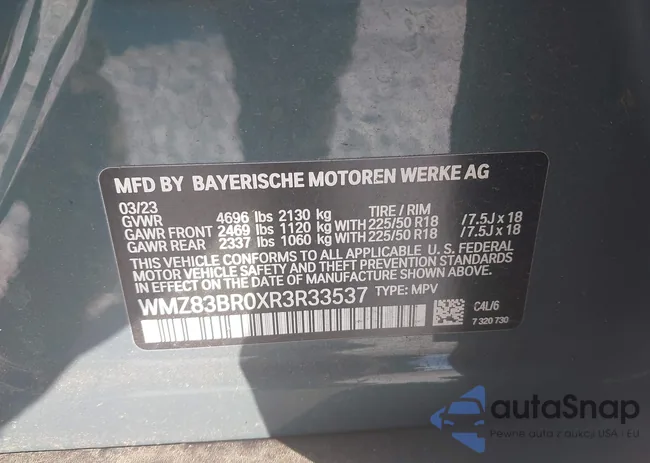 MFD BY BAYERISCHE MOTOREN WERKE AG
03/23 TIRE / RIM
GVWR 4696 lbs 2130 kg
GAWR FRONT 2469 lbs 1120 kg WITH 225/50 R18 /7.5J x 18
GAWR REAR 2337 lbs 1060 kg WITH 225/50 R18 /7.5J x 18
THIS VEHICLE CONFORMS TO ALL APPLICABLE U.S. FEDERAL
MOTOR VEHICLE SAFETY AND THEFT PREVENTION STANDARDS
IN EFFECT ON THE DATE OF MANUFACTURE SHOWN ABOVE.
WMZ83BR0XR3R33537 TYPE: MPV
C4L/6
7 320 730
autoSnap
Pewne auta z aukcji USA - EU